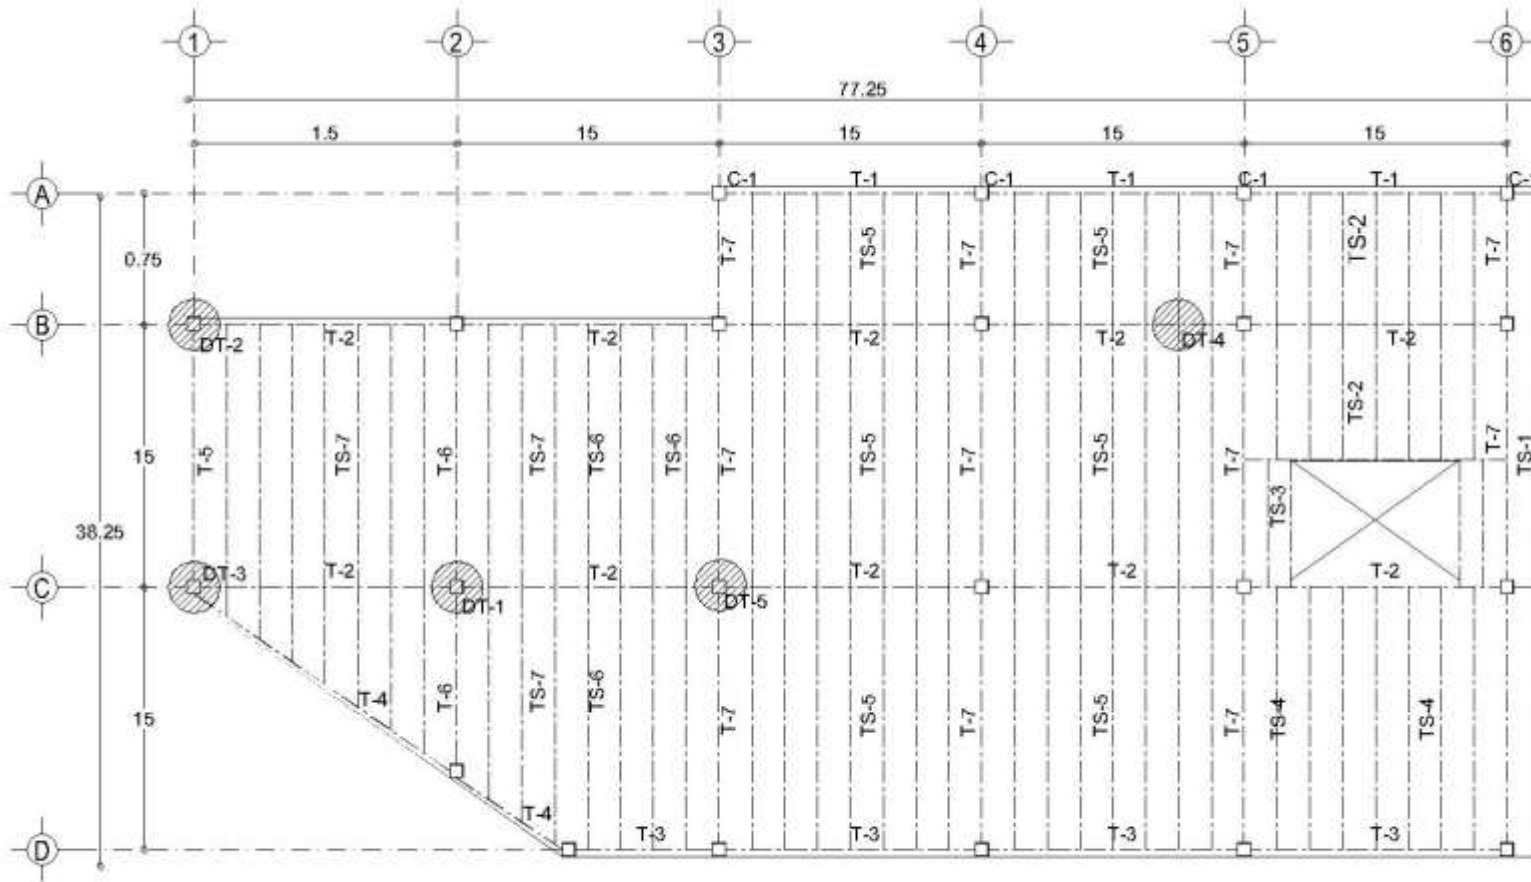 1 2 3 4 5 6
77.25
1.5 15 15 15 15
A C-1 T-1 C-1 T-1 C-1 T-1 C-
0.75 T-7 TS-5 T-7 TS-5 T-7 TS-2 T-7
B DT-2 T-2 T-2 T-2 T-2 DT-4 T-2
TS-2
15 T-5 TS-7 T-6 TS-7 TS-6 TS-6 T-7 TS-5 T-7 TS-5 T-7 T-7 TS-1
38.25
TS-3
C DT-3 T-2 DT-1 T-2 DT-5 T-2 T-2 T-2
15 T-4 T-6 TS-7 TS-6 T-7 TS-5 T-7 TS-5 T-7 TS-4 TS-4
T-4
D T-3 T-3 T-3 T-3